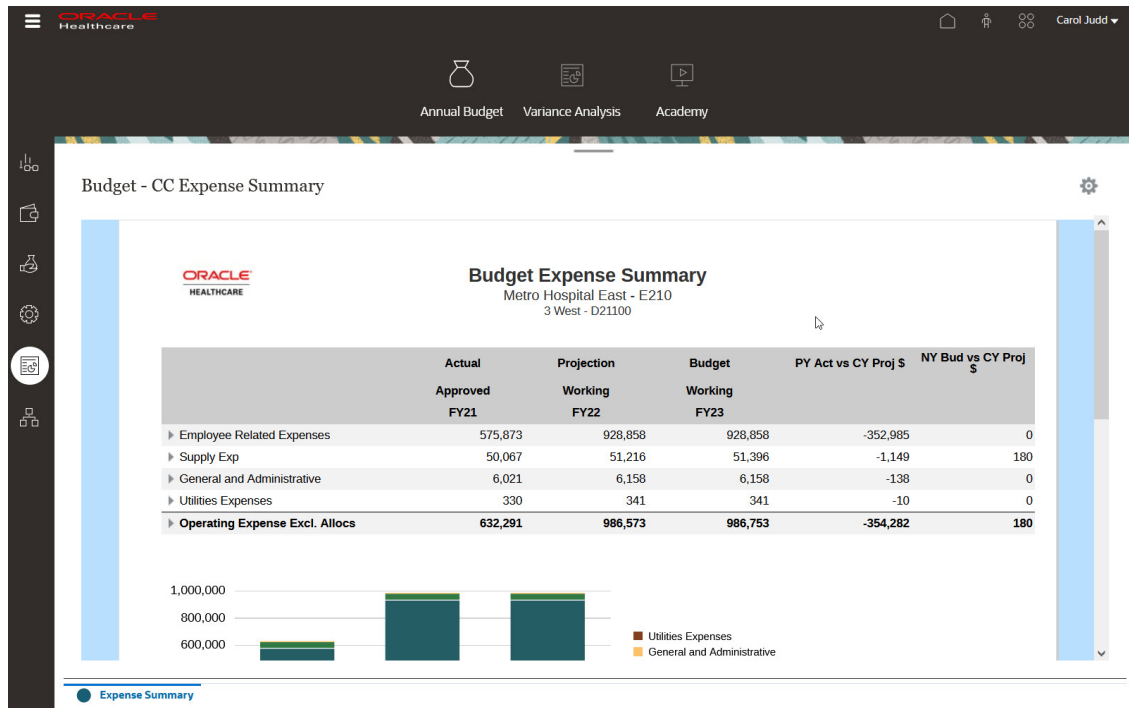 ORACLE
Healthcare
Carol Judd
Annual Budget Variance Analysis Academy
Budget - CC Expense Summary
ORACLE
HEALTHCARE
Budget Expense Summary
Metro Hospital East - E210
3 West - D21100
Actual Projection Budget PY Act vs CY Proj $ NY Bud vs CY Proj $
Approved Working Working
FY21 FY22 FY23
Employee Related Expenses 575,873 928,858 928,858 -352,985 0
Supply Exp 50,067 51,216 51,396 -1,149 180
General and Administrative 6,021 6,158 6,158 -138 0
Utilities Expenses 330 341 341 -10 0
Operating Expense Excl. Allocs 632,291 986,573 986,753 -354,282 180
1,000,000
800,000
600,000
Utilities Expenses
General and Administrative
Expense Summary